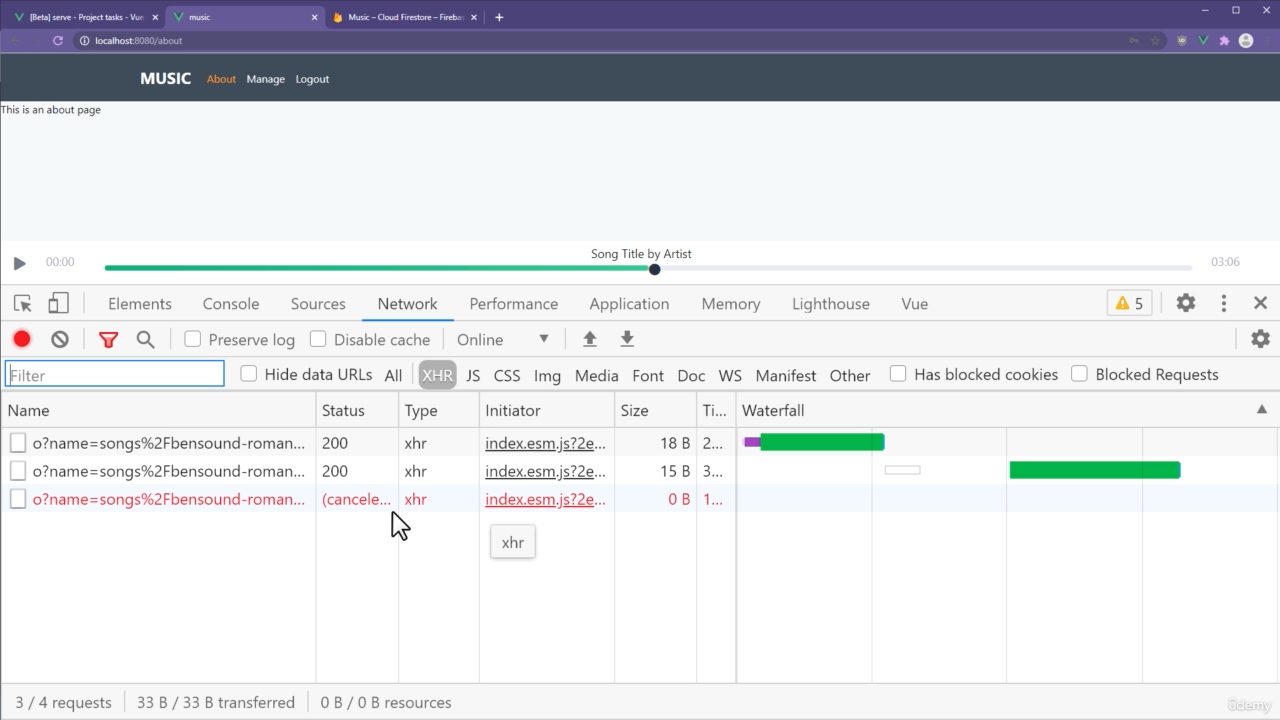 [Beta] serve - Project tasks - Vue
music
Music – Cloud Firestore – Fireba
localhost:8080/about
MUSIC About Manage Logout
This is an about page
Song Title by Artist
00:00
03:06
Elements Console Sources Network Performance Application Memory Lighthouse Vue 5
Preserve log Disable cache Online
Filter Hide data URLs All XHR JS CSS Img Media Font Doc WS Manifest Other Has blocked cookies Blocked Requests
Name Status Type Initiator Size Ti... Waterfall
o?name=songs%2Fbensound-roman... 200 xhr index.esm.js?2e... 18 B 2...
o?name=songs%2Fbensound-roman... 200 xhr index.esm.js?2e... 15 B 3...
o?name=songs%2Fbensound-roman... (cancele... xhr index.esm.js?2e... 0 B 1...
xhr
3 / 4 requests 33 B / 33 B transferred 0 B / 0 B resources
ûdemy